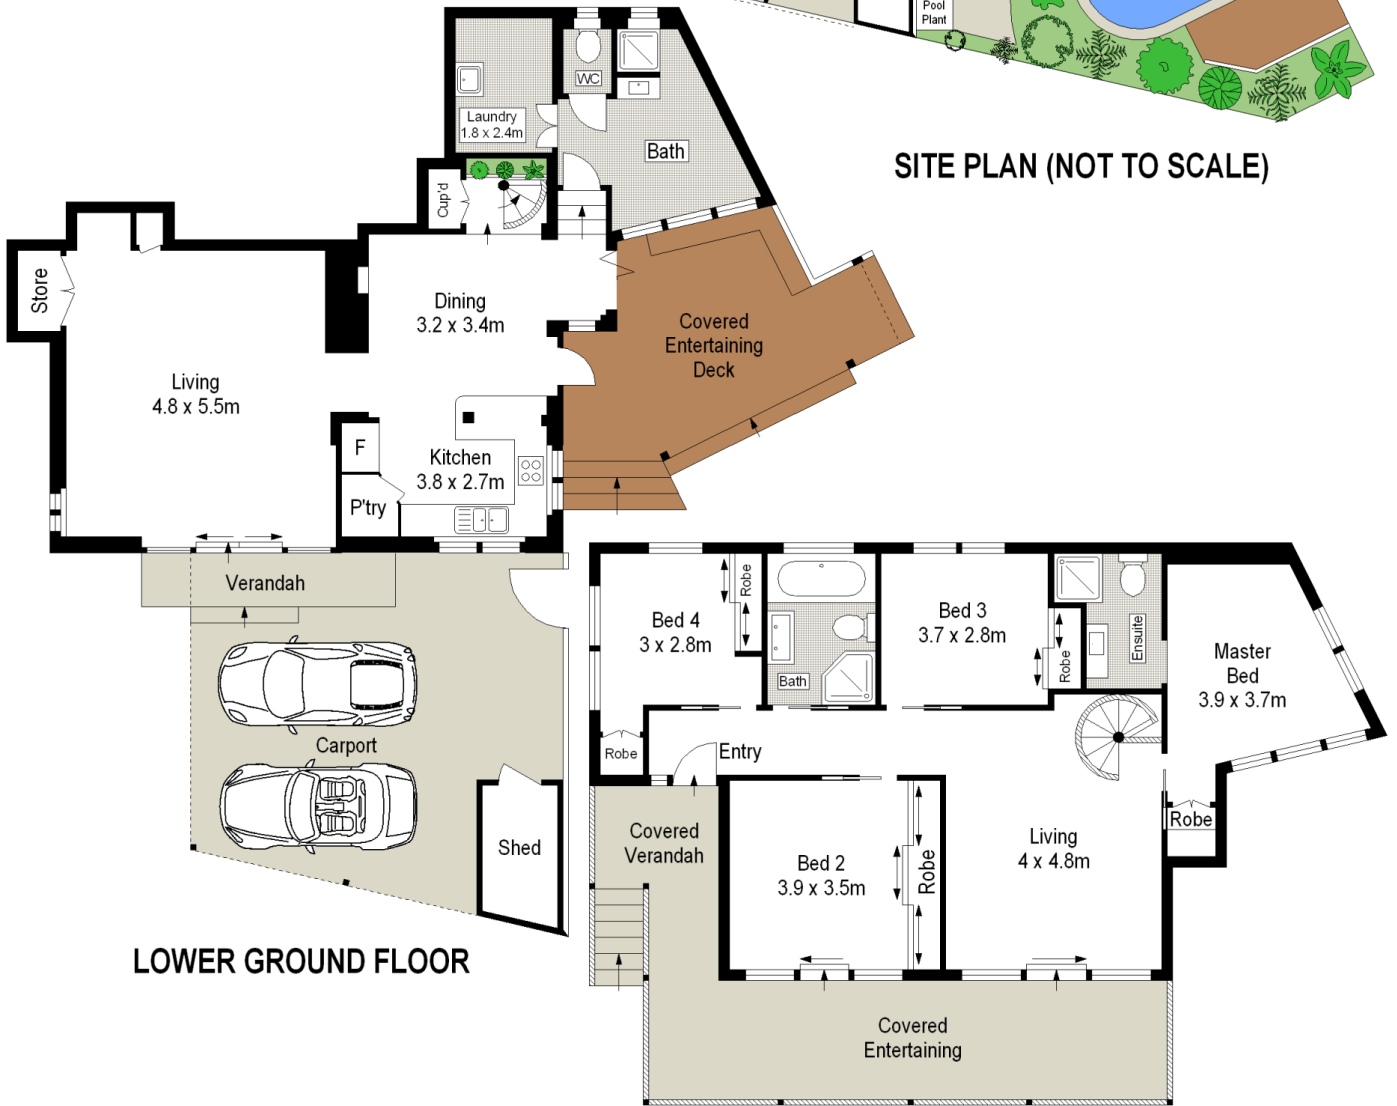 Pool
Plant
SITE PLAN (NOT TO SCALE)
WC
Laundry
1.8 x 2.4m
Bath
Cup'd
Store
Dining
3.2 x 3.4m
Covered
Entertaining
Deck
Living
4.8 x 5.5m
F
Kitchen
3.8 x 2.7m
P'try
Verandah
Carport
Shed
LOWER GROUND FLOOR
Bed 4
3 x 2.8m
Robe
Robe
Bath
Bed 3
3.7 x 2.8m
Robe
Ensuite
Master
Bed
3.9 x 3.7m
Entry
Robe
Covered
Verandah
Bed 2
3.9 x 3.5m
Robe
Living
4 x 4.8m
Covered
Entertaining